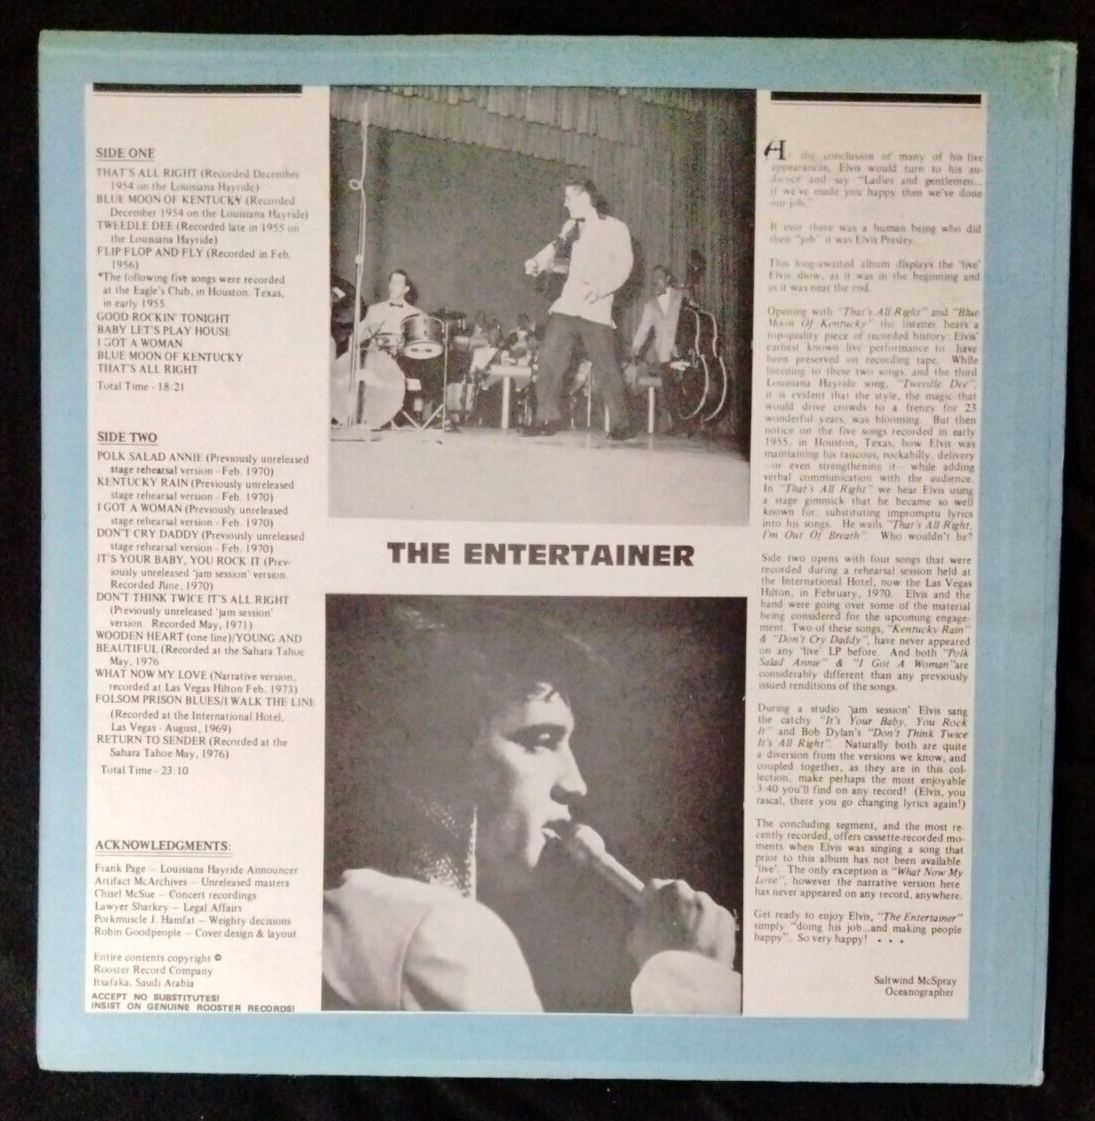 SIDE ONE
THAT'S ALL RIGHT (Recorded December
1954 on the Louisiana Hayride)
BLUE MOON OF KENTUCKY (Recorded
December 1954 on the Louisiana Hayride)
TWEEDLE DEE (Recorded late in 1955 on
the Louisiana Hayride)
FLIP FLOP AND FLY (Recorded in Feb.
1956)
*The following five songs were recorded
at the Eagle's Club, in Houston, Texas,
in early 1955.
GOOD ROCKIN' TONIGHT
BABY LET'S PLAY HOUSE
I GOT A WOMAN
BLUE MOON OF KENTUCKY
THAT'S ALL RIGHT
Total Time - 18:21
SIDE TWO
POLK SALAD ANNIE (Previously unreleased
stage rehearsal version - Feb. 1970)
KENTUCKY RAIN (Previously unreleased
stage rehearsal version - Feb. 1970)
I GOT A WOMAN (Previously unreleased
stage rehearsal version - Feb. 1970)
DON'T CRY DADDY (Previously unreleased
stage rehearsal version - Feb. 1970)
IT'S YOUR BABY, YOU ROCK IT (Prev-
iously unreleased 'jam session' version.
Recorded June, 1970)
DON'T THINK TWICE IT'S ALL RIGHT
(Previously unreleased 'jam session'
version. Recorded May, 1971)
WOODEN HEART (one line)/YOUNG AND
BEAUTIFUL (Recorded at the Sahara Tahoe
May, 1976
WHAT NOW MY LOVE (Narrative version,
recorded at Las Vegas Hilton Feb. 1973)
FOLSOM PRISON BLUES/I WALK THE LINE
(Recorded at the International Hotel,
Las Vegas - August, 1969)
RETURN TO SENDER (Recorded at the
Sahara Tahoe May, 1976)
Total Time - 23:10
ACKNOWLEDGMENTS:
Frank Page – Louisiana Hayride Announcer
Artifact McArchives – Unreleased masters
Chisel McSue – Concert recordings
Lawyer Sharkey – Legal Affairs
Porkmuscle J. Hamfat – Weighty decisions
Robin Goodpeople – Cover design & layout
Entire contents copyright ©
Rooster Record Company
Itsafaka, Saudi Arabia
ACCEPT NO SUBSTITUTES!
INSIST ON GENUINE ROOSTER RECORDS!
THE ENTERTAINER
At the conclusion of many of his live
appearances, Elvis would turn to his au-
dience and say "Ladies and gentlemen...
if we've made you happy then we've done
our job."
If ever there was a human being who did
their "job" it was Elvis Presley.
This long-awaited album displays the 'live'
Elvis show, as it was in the beginning and
as it was near the end.
Opening with "That's All Right" and "Blue
Moon Of Kentucky" the listener hears a
top-quality piece of recorded history: Elvis'
earliest known live performance to have
been preserved on recording tape. While
listening to these two songs, and the third
Louisiana Hayride song, "Tweedle Dee",
it is evident that the style, the magic that
would drive crowds to a frenzy for 23
wonderful years, was blooming. But then
notice on the five songs recorded in early
1955, in Houston, Texas, how Elvis was
maintaining his raucous, rockabilly, delivery
–or even strengthening it– while adding
verbal communication with the audience.
In "That's All Right" we hear Elvis using
a stage gimmick that he became so well
known for; substituting impromptu lyrics
into his songs. He wails "That's All Right,
I'm Out Of Breath". Who wouldn't be?
Side two opens with four songs that were
recorded during a rehearsal session held at
the International Hotel, now the Las Vegas
Hilton, in February, 1970. Elvis and the
band were going over some of the material
being considered for the upcoming engage-
ment. Two of these songs, "Kentucky Rain"
& "Don't Cry Daddy", have never appeared
on any 'live' LP before. And both "Polk
Salad Annie" & "I Got A Woman"are
considerably different than any previously
issued renditions of the songs.
During a studio 'jam session' Elvis sang
the catchy "It's Your Baby, You Rock
It" and Bob Dylan's "Don't Think Twice
It's All Right". Naturally both are quite
a diversion from the versions we know, and
coupled together, as they are in this col-
lection, make perhaps the most enjoyable
3:40 you'll find on any record! (Elvis, you
rascal, there you go changing lyrics again!)
The concluding segment, and the most re-
cently recorded, offers cassette-recorded mo-
ments when Elvis was singing a song that
prior to this album has not been available
'live'. The only exception is "What Now My
Love", however the narrative version here
has never appeared on any record, anywhere.
Get ready to enjoy Elvis, "The Entertainer"
simply "doing his job...and making people
happy". So very happy! . . .
Saltwind McSpray
Oceanographer